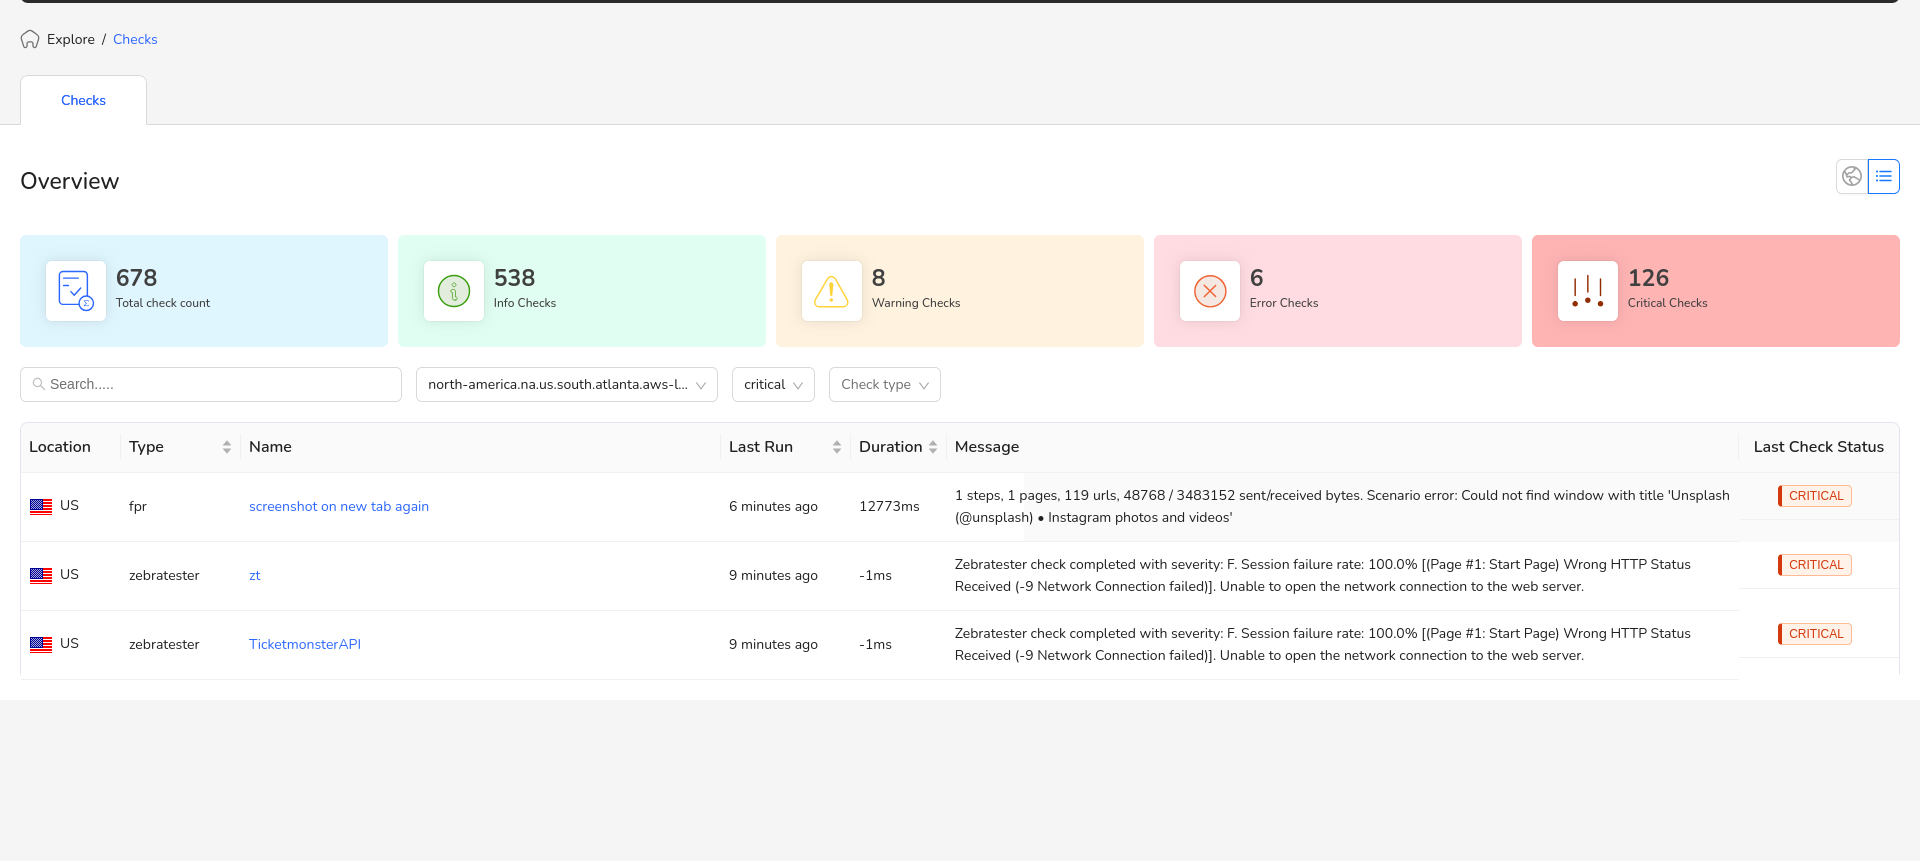 Explore / Checks
Checks
Overview
678
Total check count
538
Info Checks
8
Warning Checks
6
Error Checks
126
Critical Checks
Search.....
north-america.na.us.south.atlanta.aws-l...
critical
Check type
Location Type Name Last Run Duration Message Last Check Status
US fpr screenshot on new tab again 6 minutes ago 12773ms
1 steps, 1 pages, 119 urls, 48768 / 3483152 sent/received bytes. Scenario error: Could not find window with title 'Unsplash
(@unsplash) • Instagram photos and videos'
CRITICAL
US zebratester zt 9 minutes ago -1ms
Zebratester check completed with severity: F. Session failure rate: 100.0% [(Page #1: Start Page) Wrong HTTP Status
Received (-9 Network Connection failed)]. Unable to open the network connection to the web server.
CRITICAL
US zebratester TicketmonsterAPI 9 minutes ago -1ms
Zebratester check completed with severity: F. Session failure rate: 100.0% [(Page #1: Start Page) Wrong HTTP Status
Received (-9 Network Connection failed)]. Unable to open the network connection to the web server.
CRITICAL